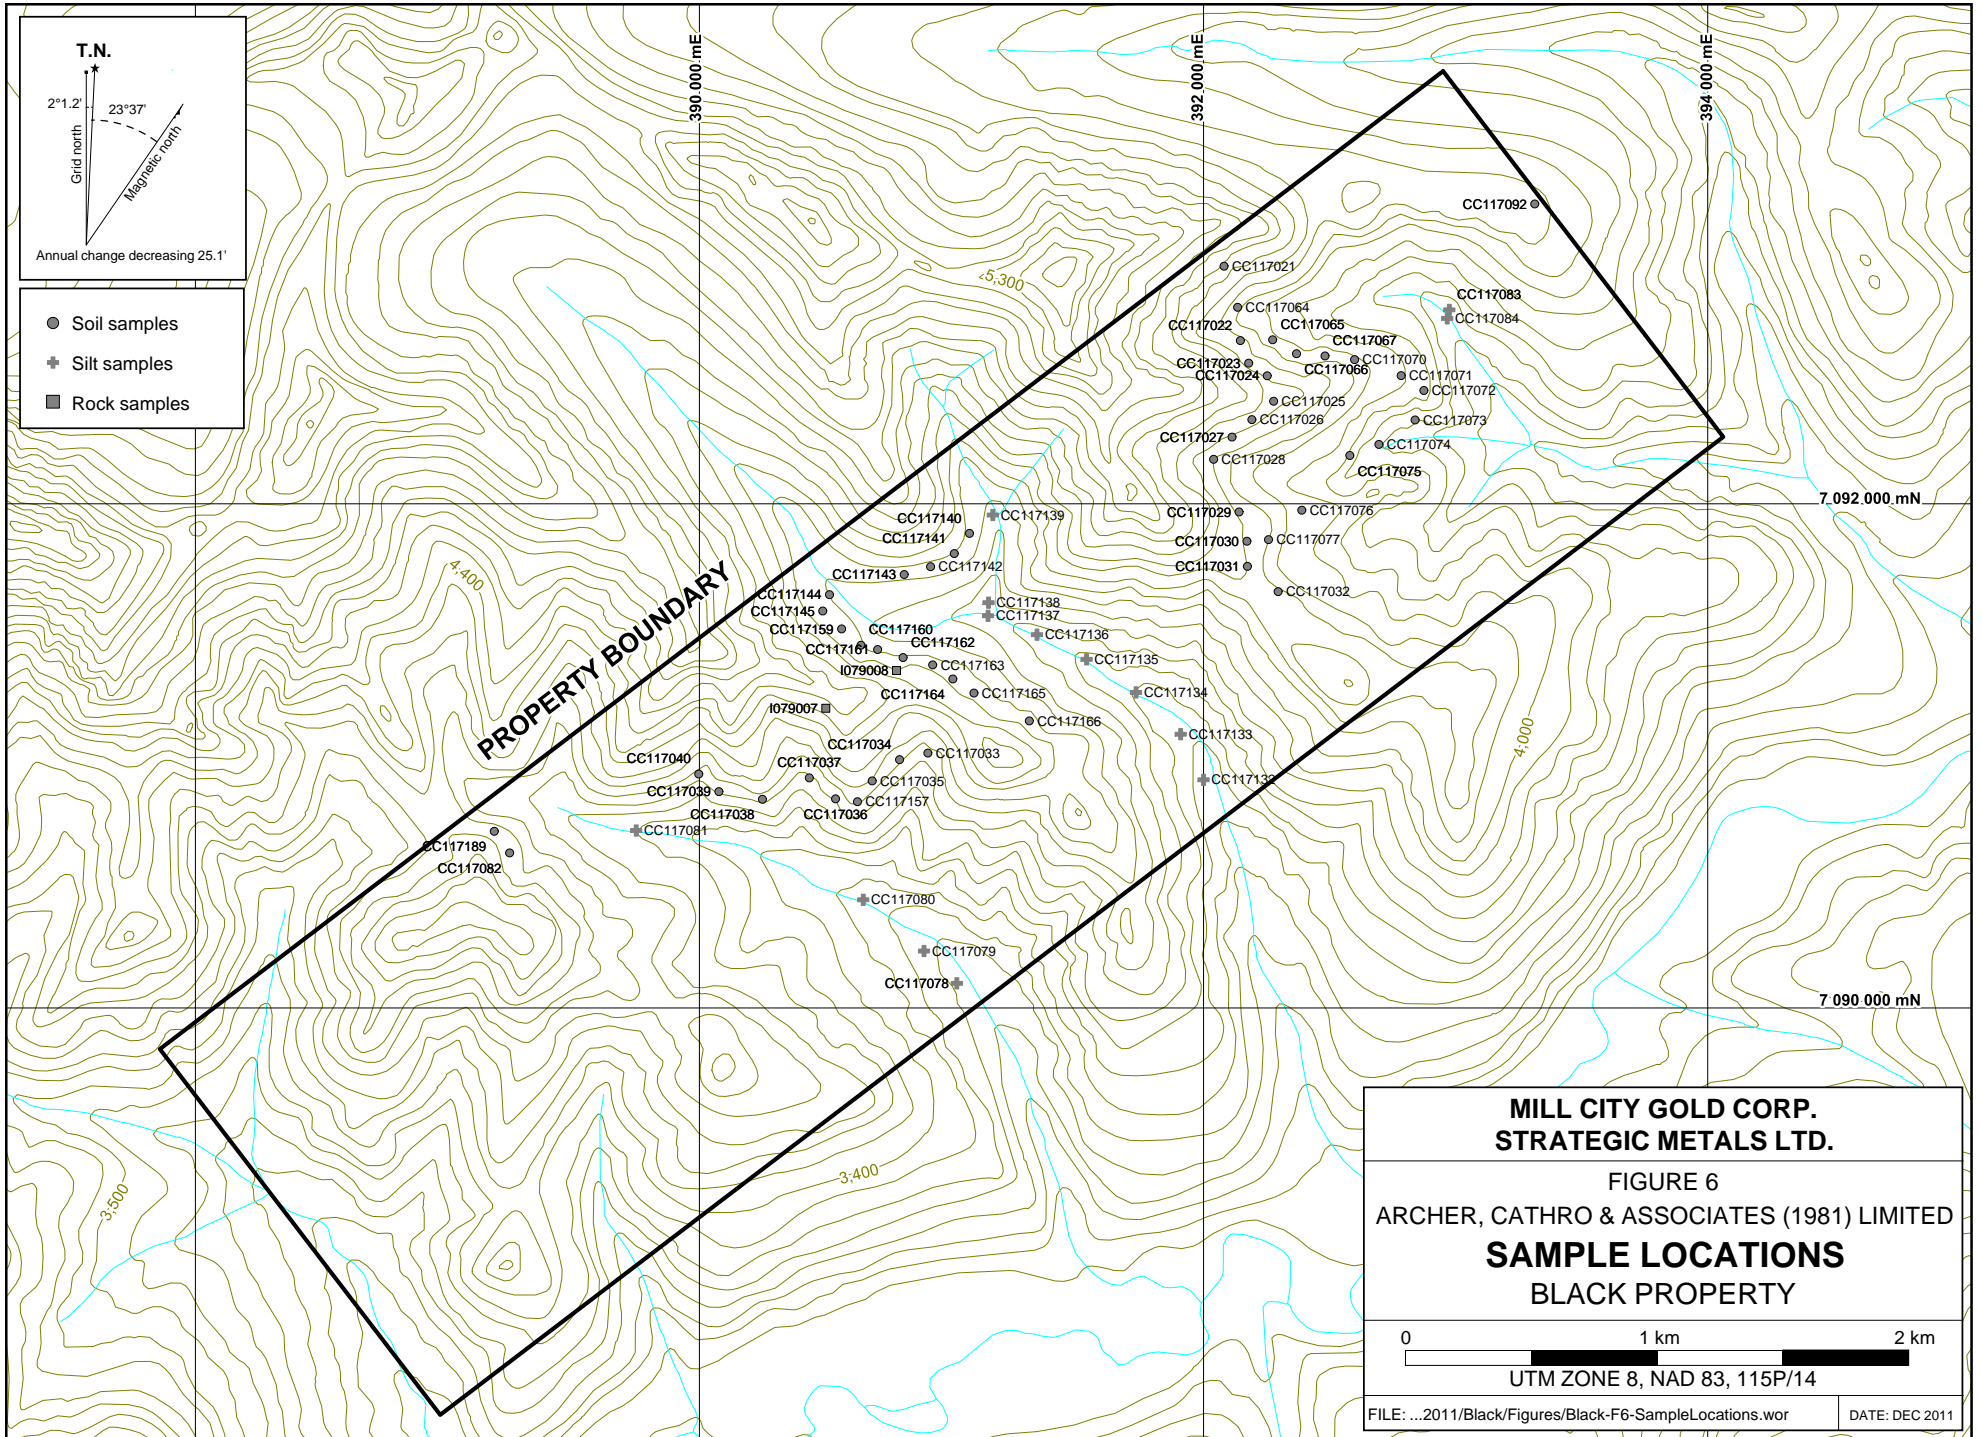 T.N.
2°1.2'
23°37'
Grid north
Magnetic north
Annual change decreasing 25.1'
Soil samples
Silt samples
Rock samples
390 000 mE
392 000 mE
394 000 mE
7 092 000 mN
7 090 000 mN
5,300
4,400
4,000
3,500
3,400
PROPERTY BOUNDARY
CC117092
CC117021
CC117083
CC117084
CC117064
CC117022
CC117065
CC117067
CC117023
CC117066
CC117070
CC117024
CC117071
CC117072
CC117025
CC117026
CC117073
CC117027
CC117074
CC117028
CC117075
CC117029
CC117076
CC117030
CC117077
CC117031
CC117032
CC117140
CC117139
CC117141
CC117142
CC117143
CC117144
CC117138
CC117145
CC117137
CC117159
CC117160
CC117136
CC117161
CC117162
CC117135
I079008
CC117163
CC117164
CC117165
CC117134
I079007
CC117166
CC117133
CC117034
CC117033
CC117040
CC117037
CC117132
CC117039
CC117035
CC117038
CC117036
CC117157
CC117081
CC117189
CC117082
CC117080
CC117079
CC117078
MILL CITY GOLD CORP.
STRATEGIC METALS LTD.
FIGURE 6
ARCHER, CATHRO & ASSOCIATES (1981) LIMITED
SAMPLE LOCATIONS
BLACK PROPERTY
0
1 km
2 km
UTM ZONE 8, NAD 83, 115P/14
FILE: ...2011/Black/Figures/Black-F6-SampleLocations.wor
DATE: DEC 2011